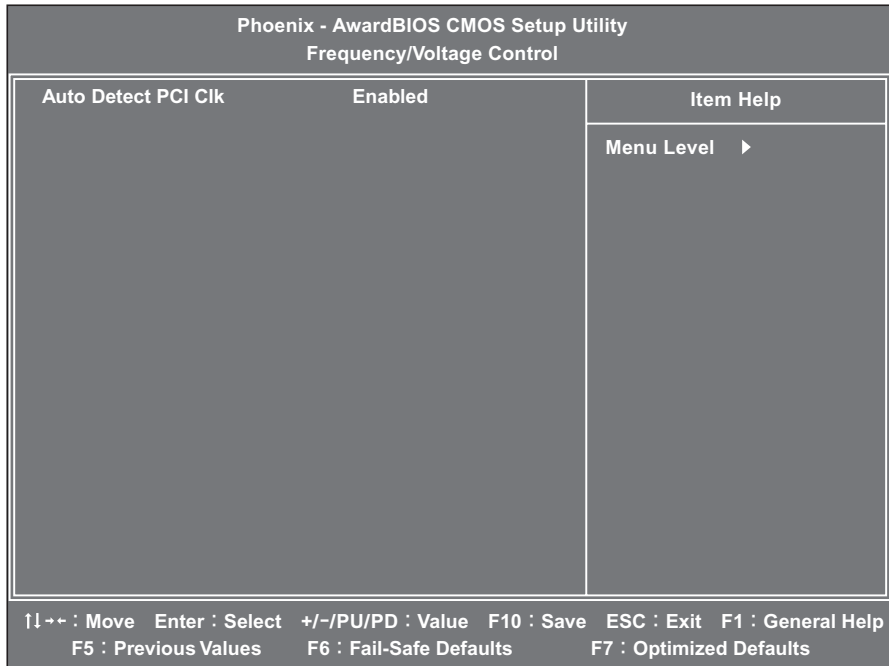 Phoenix - AwardBIOS CMOS Setup Utility
Frequency/Voltage Control
Auto Detect PCI Clk Enabled
Item Help
Menu Level ▶
↑↓→← : Move Enter : Select +/-/PU/PD : Value F10 : Save ESC : Exit F1 : General Help
F5 : Previous Values F6 : Fail-Safe Defaults F7 : Optimized Defaults